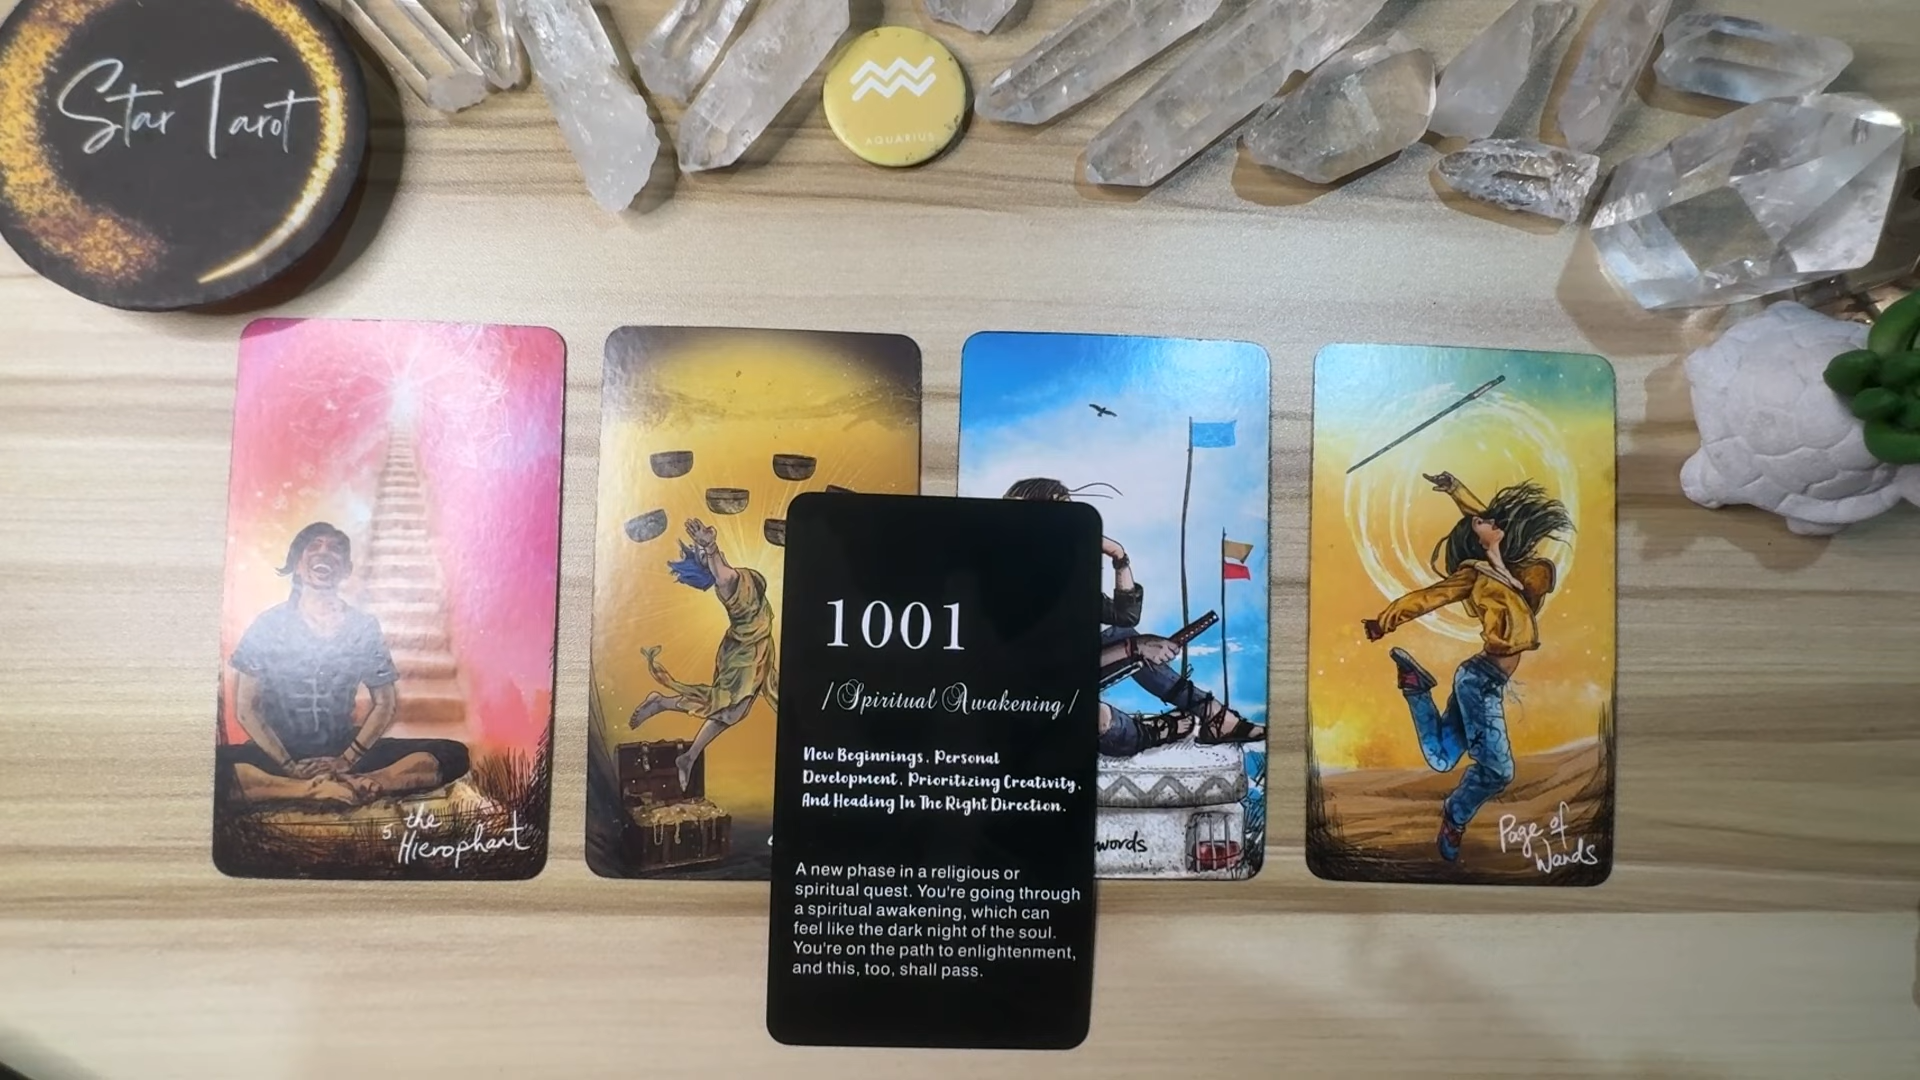 Star Tarot
AQUARIUS
5 the
Hierophant
1001
/Spiritual Awakening/
New Beginnings, Personal
Development, Prioritizing Creativity,
And Heading In The Right Direction.
A new phase in a religious or
spiritual quest. You're going through
a spiritual awakening, which can
feel like the dark night of the soul.
You're on the path to enlightenment,
and this, too, shall pass.
words
Page of
Wands